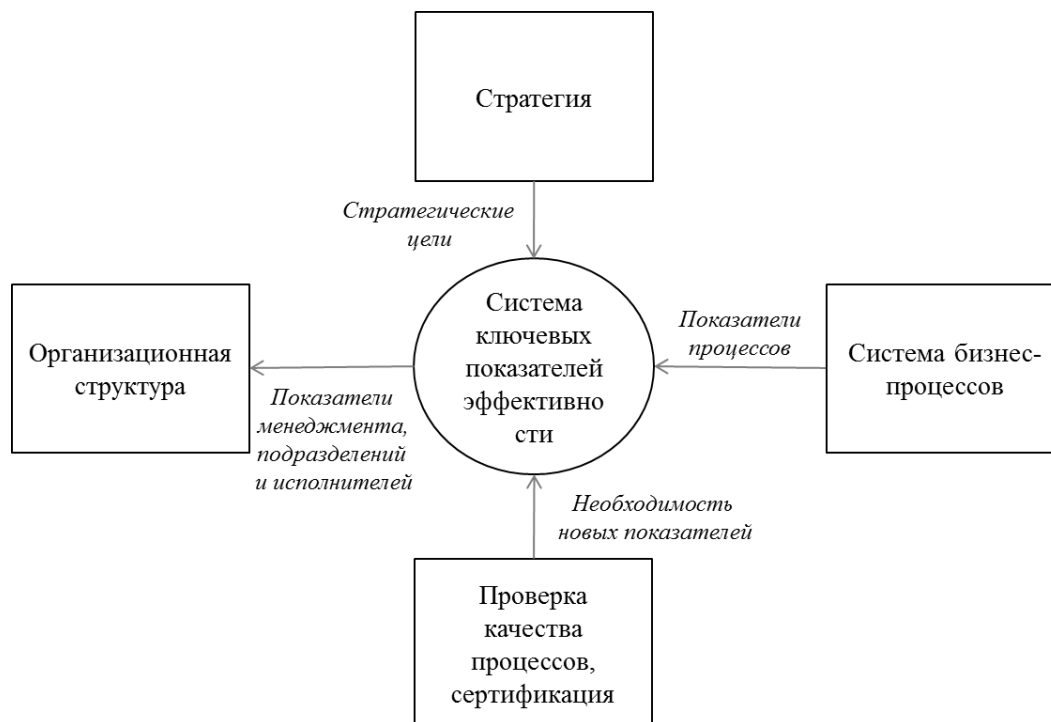 Стратегия
Стратегические
цели
Система
ключевых
показателей
эффективно
сти
Показатели
процессов
Система бизнес-
процессов
Организационная
структура
Показатели
менеджмента,
подразделений
и исполнителей
Необходимость
новых показателей
Проверка
качества
процессов,
сертификация